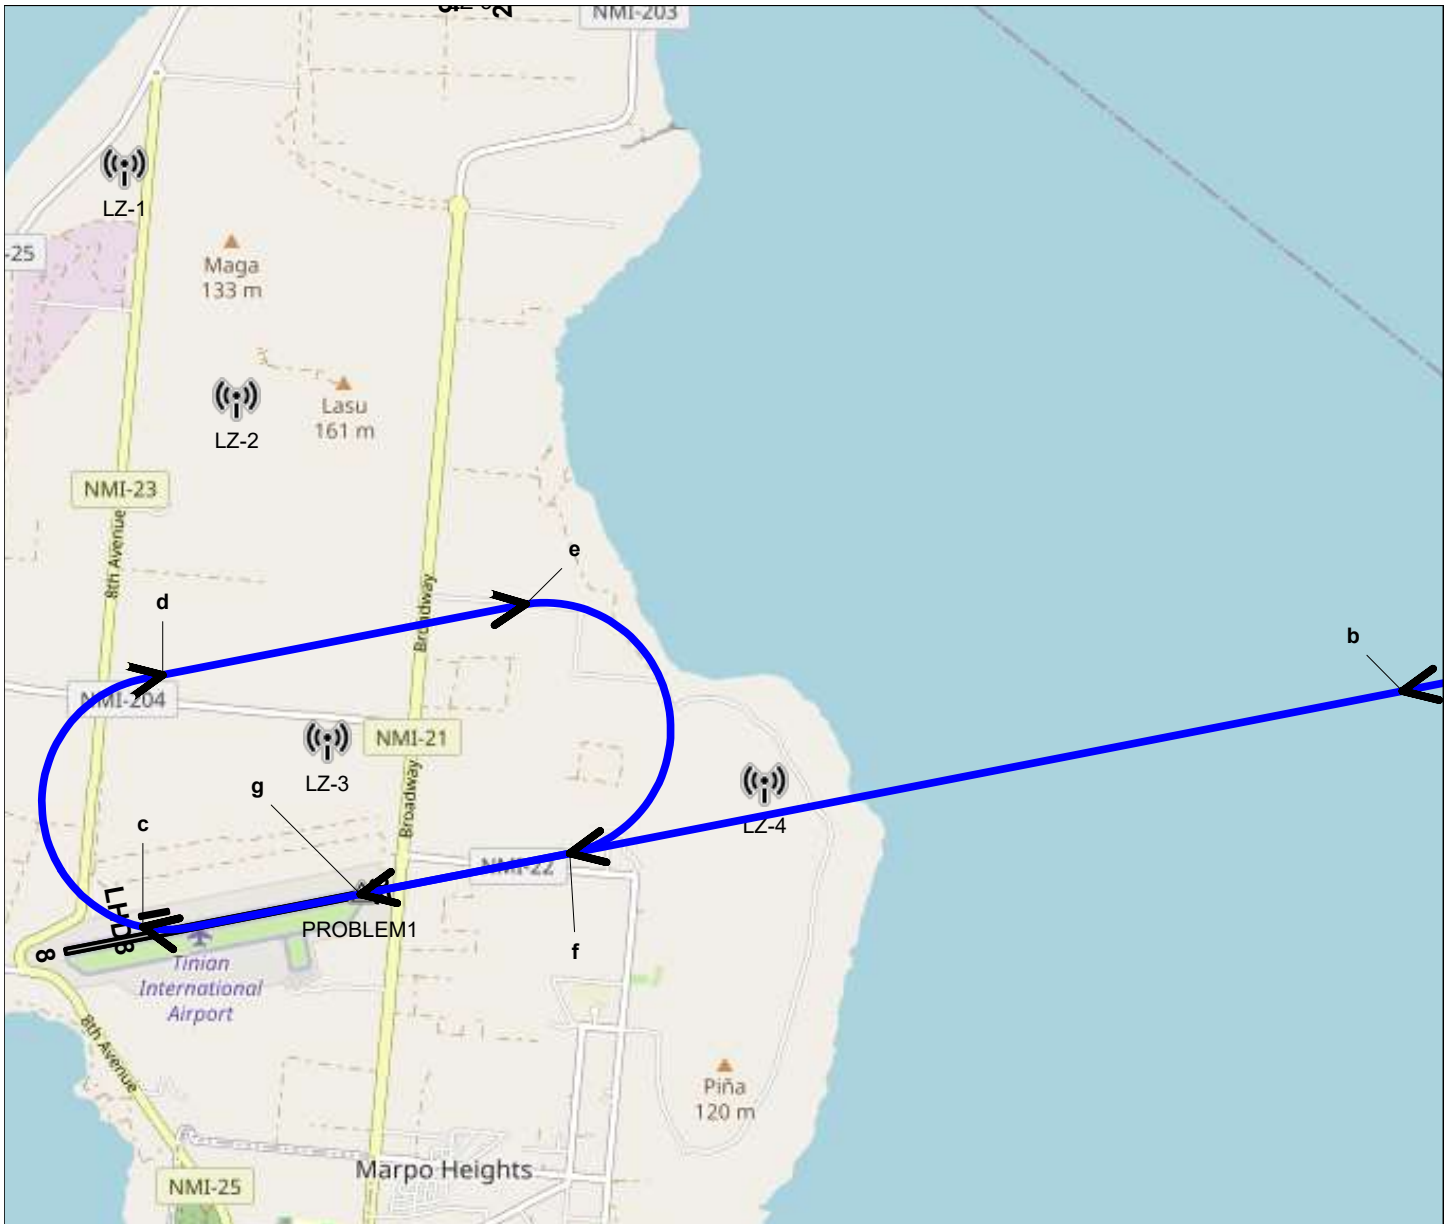 NMI-203
LZ-1
-25
Maga
133 m
LZ-2
Lasu
161 m
NMI-23
8th Avenue
e
d
Broadway
b
NMI-204
NMI-21
LZ-3
LZ-4
g
Broadway
c
NMI-22
LHD8
PROBLEM1
8
f
Tinian
International
Airport
8th Avenue
Piña
120 m
Marpo Heights
NMI-25